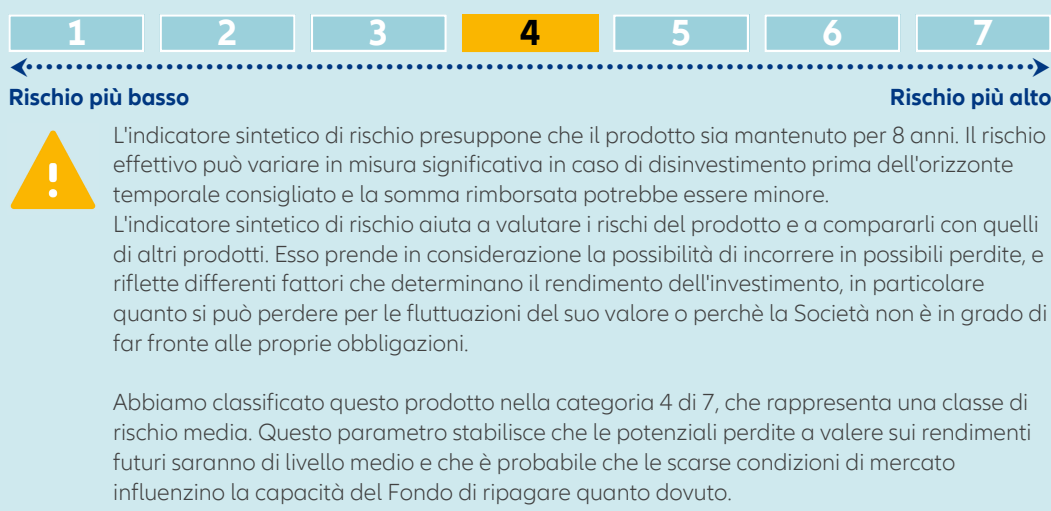 1 2 3 4 5 6 7
Rischio più basso Rischio più alto
L'indicatore sintetico di rischio presuppone che il prodotto sia mantenuto per 8 anni. Il rischio
effettivo può variare in misura significativa in caso di disinvestimento prima dell'orizzonte
temporale consigliato e la somma rimborsata potrebbe essere minore.
L'indicatore sintetico di rischio aiuta a valutare i rischi del prodotto e a compararli con quelli
di altri prodotti. Esso prende in considerazione la possibilità di incorrere in possibili perdite, e
riflette differenti fattori che determinano il rendimento dell'investimento, in particolare
quanto si può perdere per le fluttuazioni del suo valore o perchè la Società non è in grado di
far fronte alle proprie obbligazioni.
Abbiamo classificato questo prodotto nella categoria 4 di 7, che rappresenta una classe di
rischio media. Questo parametro stabilisce che le potenziali perdite a valere sui rendimenti
futuri saranno di livello medio e che è probabile che le scarse condizioni di mercato
influenzino la capacità del Fondo di ripagare quanto dovuto.